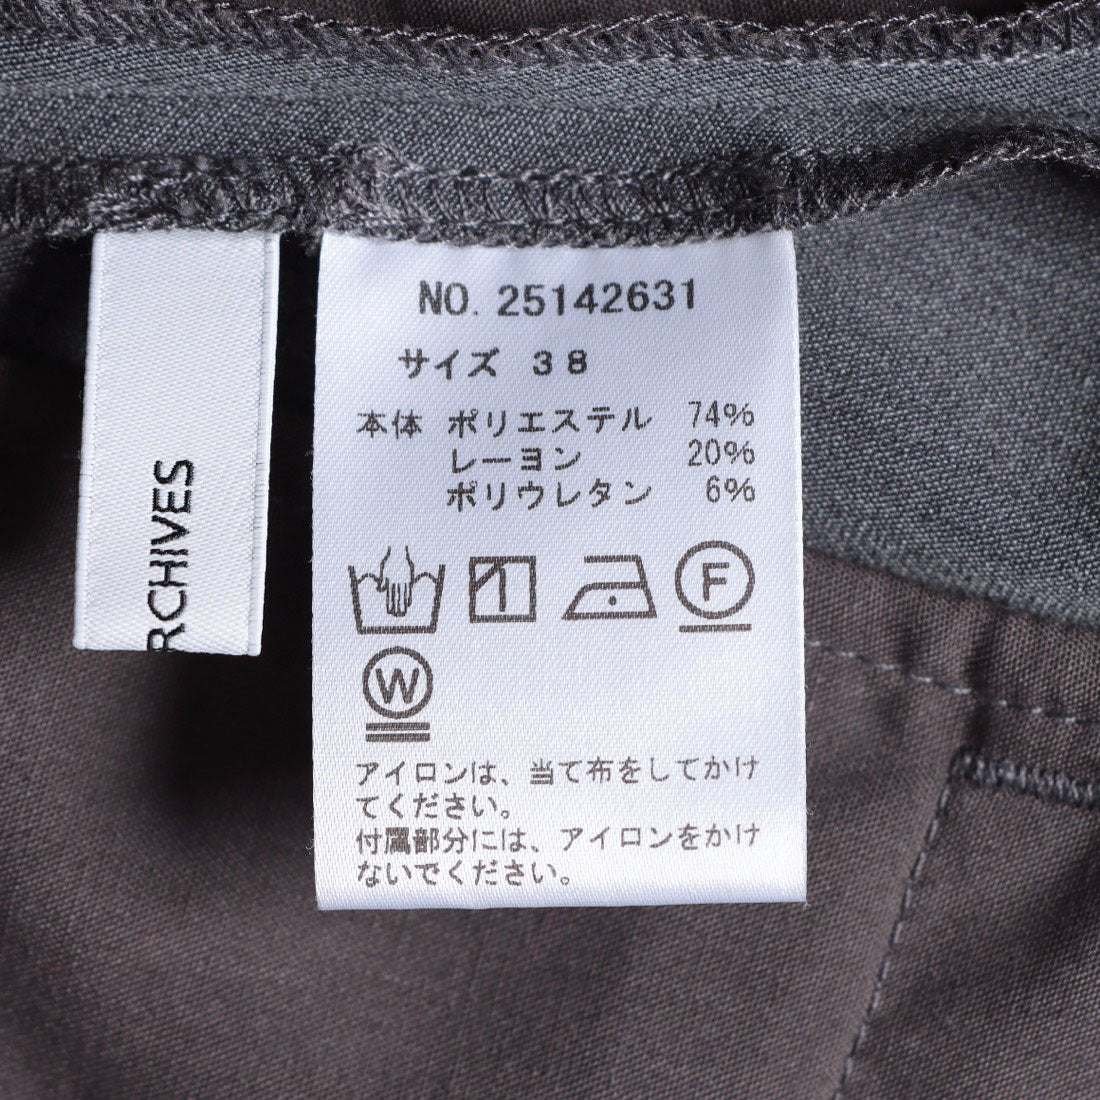 RCHIVES
NO. 25142631
サイズ 38
本体 ポリエステル 74%
レーヨン 20%
ポリウレタン 6%
F
W
アイロンは、当て布をしてかけ
てください。
付属部分には、アイロンをかけ
ないでください。